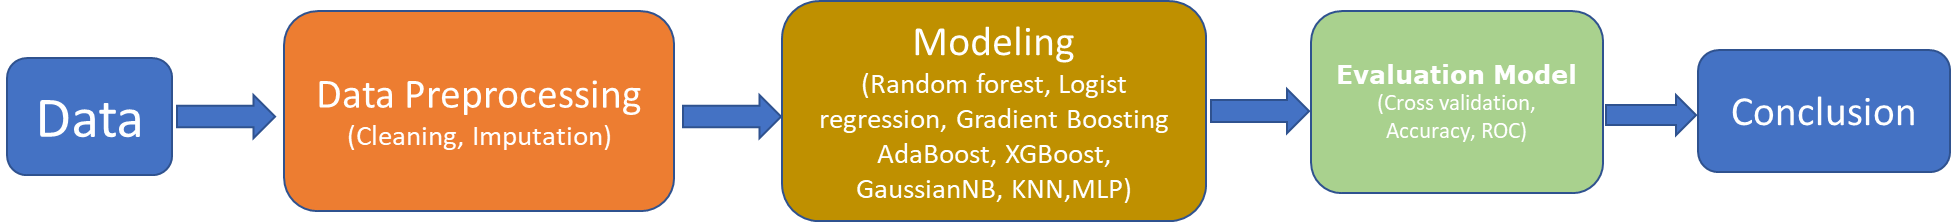 Data
Data Preprocessing
(Cleaning, Imputation)
Modeling
(Random forest, Logist
regression, Gradient Boosting
AdaBoost, XGBoost,
GaussianNB, KNN,MLP)
Evaluation Model
(Cross validation,
Accuracy, ROC)
Conclusion